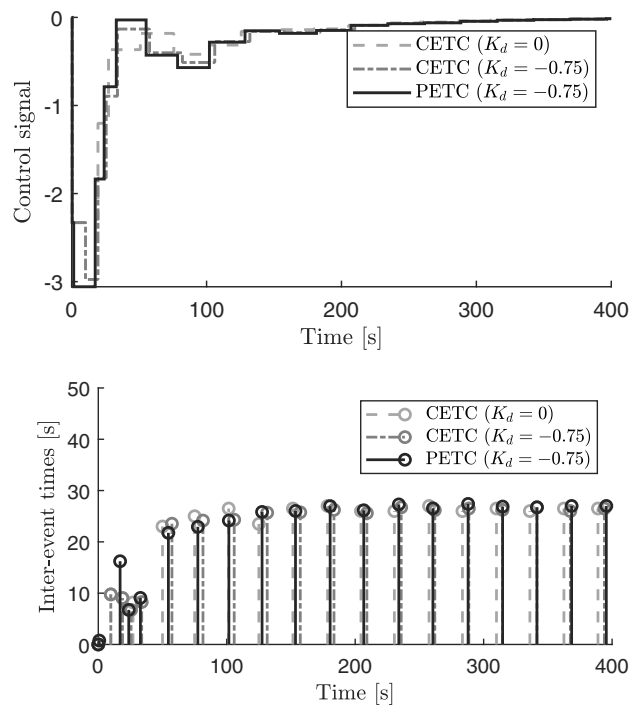 0
CETC (K_d = 0)
-1
CETC (K_d = −0.75)
PETC (K_d = −0.75)
Control signal
-2
-3
0 100 200 300 400
Time [s]
50
CETC (K_d = 0)
40
CETC (K_d = −0.75)
PETC (K_d = −0.75)
30
Inter-event times [s]
20
10
0
0 100 200 300 400
Time [s]